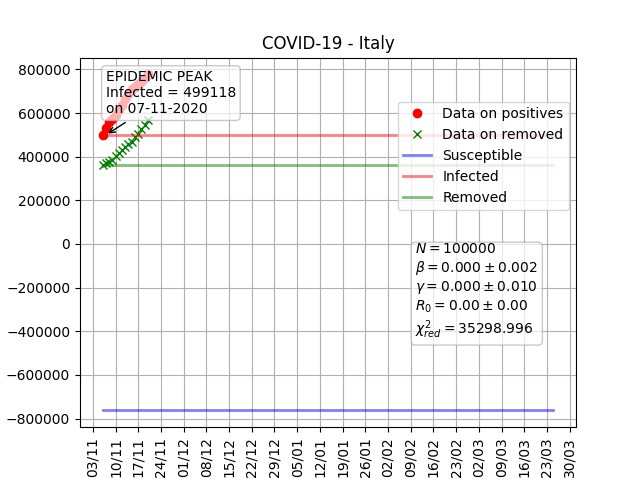 COVID-19 - Italy
EPIDEMIC PEAK
Infected = 499118
on 07-11-2020
Data on positives
Data on removed
Susceptible
Infected
Removed
N = 100000
β = 0.000 ± 0.002
γ = 0.000 ± 0.010
R₀ = 0.00 ± 0.00
χ²_red = 35298.996
800000
600000
400000
200000
0
−200000
−400000
−600000
−800000
03/11
10/11
17/11
24/11
01/12
08/12
15/12
22/12
29/12
05/01
12/01
19/01
26/01
02/02
09/02
16/02
23/02
02/03
09/03
16/03
23/03
30/03